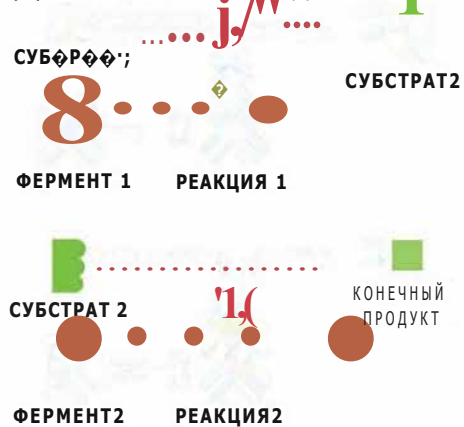 СУБСТРАТ2
ФЕРМЕНТ 1 РЕАКЦИЯ 1
СУБСТРАТ 2
КОНЕЧНЫЙ
ПРОДУКТ
ФЕРМЕНТ2 РЕАКЦИЯ2